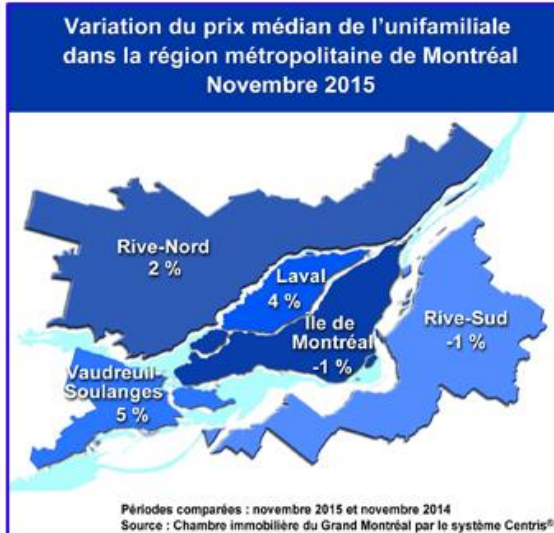 Variation du prix médian de l'unifamiliale
dans la région métropolitaine de Montréal
Novembre 2015
Rive-Nord
2 %
Laval
4 %
Île de
Montréal
-1 %
Rive-Sud
-1 %
Vaudreuil-
Soulanges
5 %
Périodes comparées : novembre 2015 et novembre 2014
Source : Chambre immobilière du Grand Montréal par le système Centris®